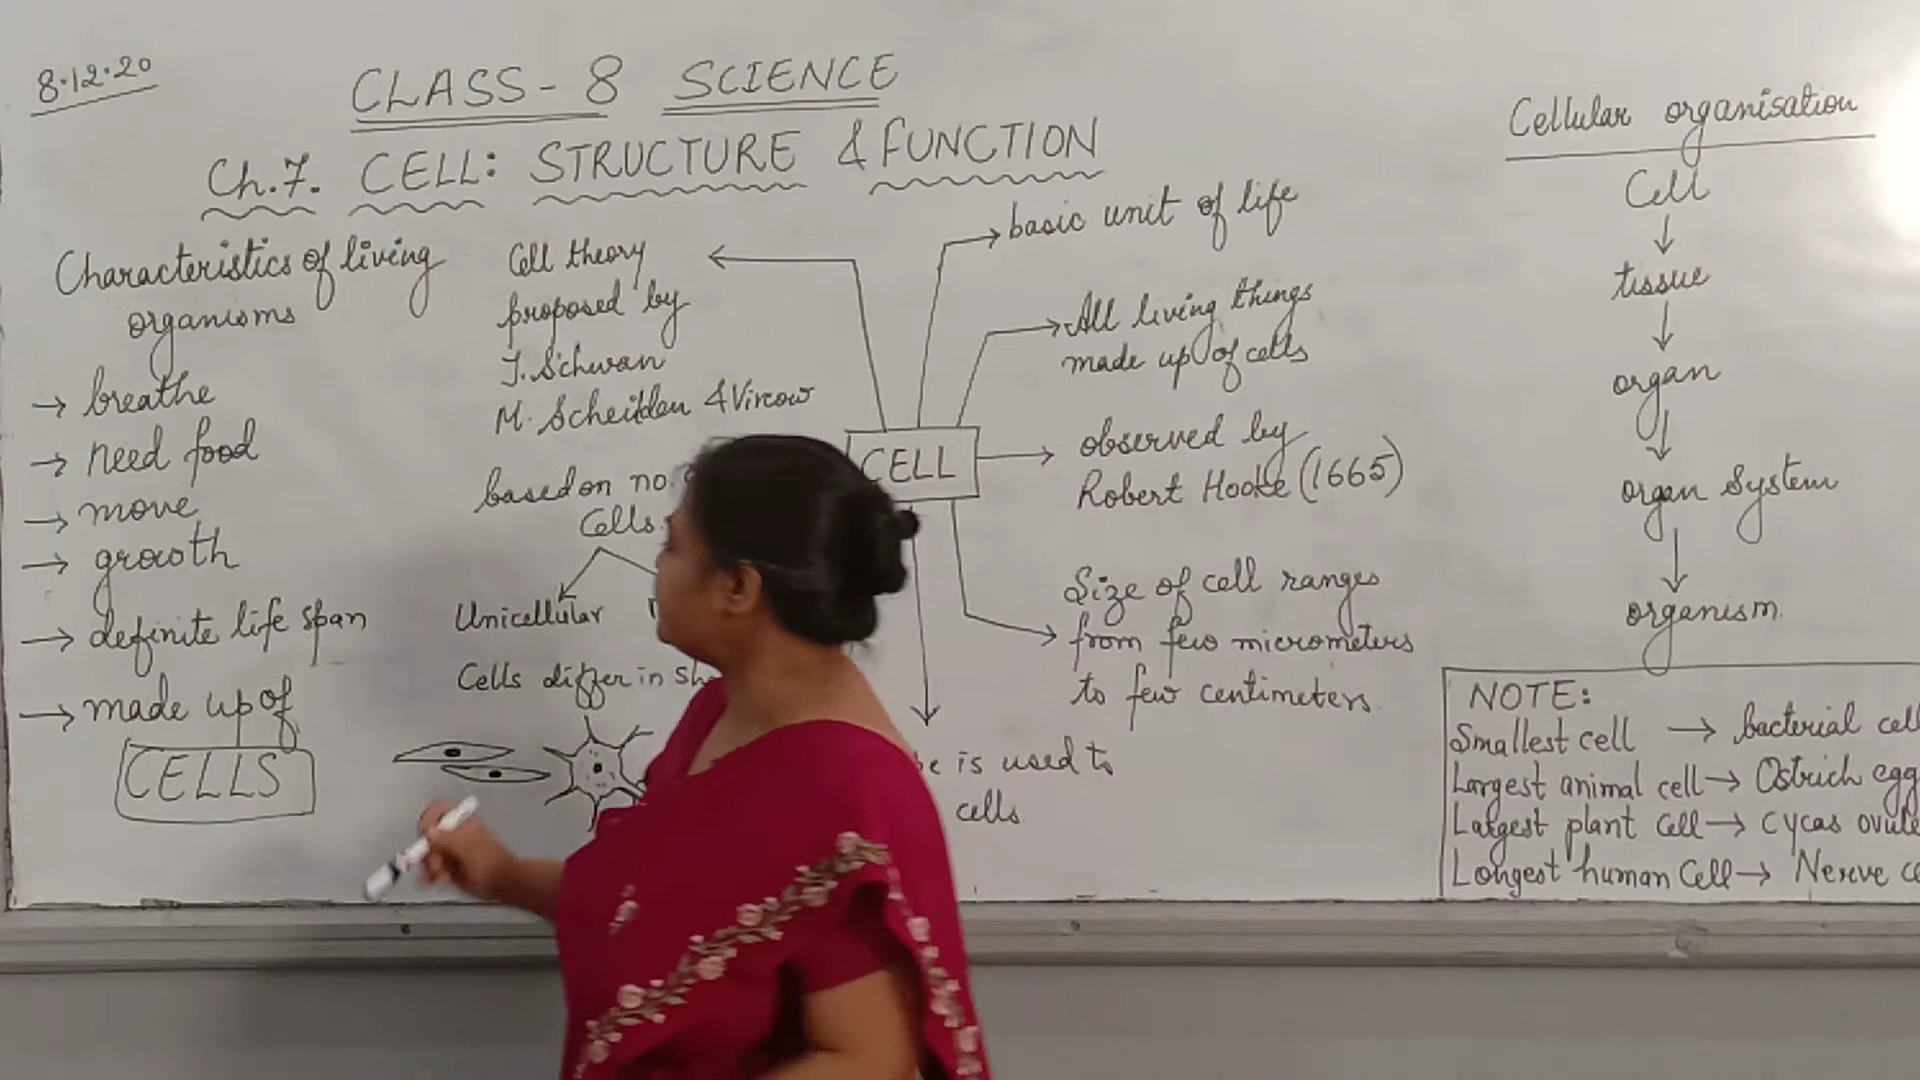 8.12.20
CLASS - 8 SCIENCE
Ch.7. CELL: STRUCTURE & FUNCTION
Characteristics of living
organisms
→ breathe
→ need food
→ move
→ growth
→ definite life span
→ made up of
CELLS
Cell theory
proposed by
T. Schwan
M. Scheilden & Vircow
based on no.
Cells.
Unicellular
Cells differ in
CELL
basic unit of life
All living things
made up of cells
observed by
Robert Hooke (1665)
Size of cell ranges
from few micrometers
to few centimeters
is used to
cells
Cellular organisation
Cell
↓
tissue
↓
organ
↓
organ System
↓
organism.
NOTE:
Smallest cell → bacterial cell
Largest animal cell → Ostrich egg
Largest plant cell → cycas ovule
Longest human Cell → Nerve